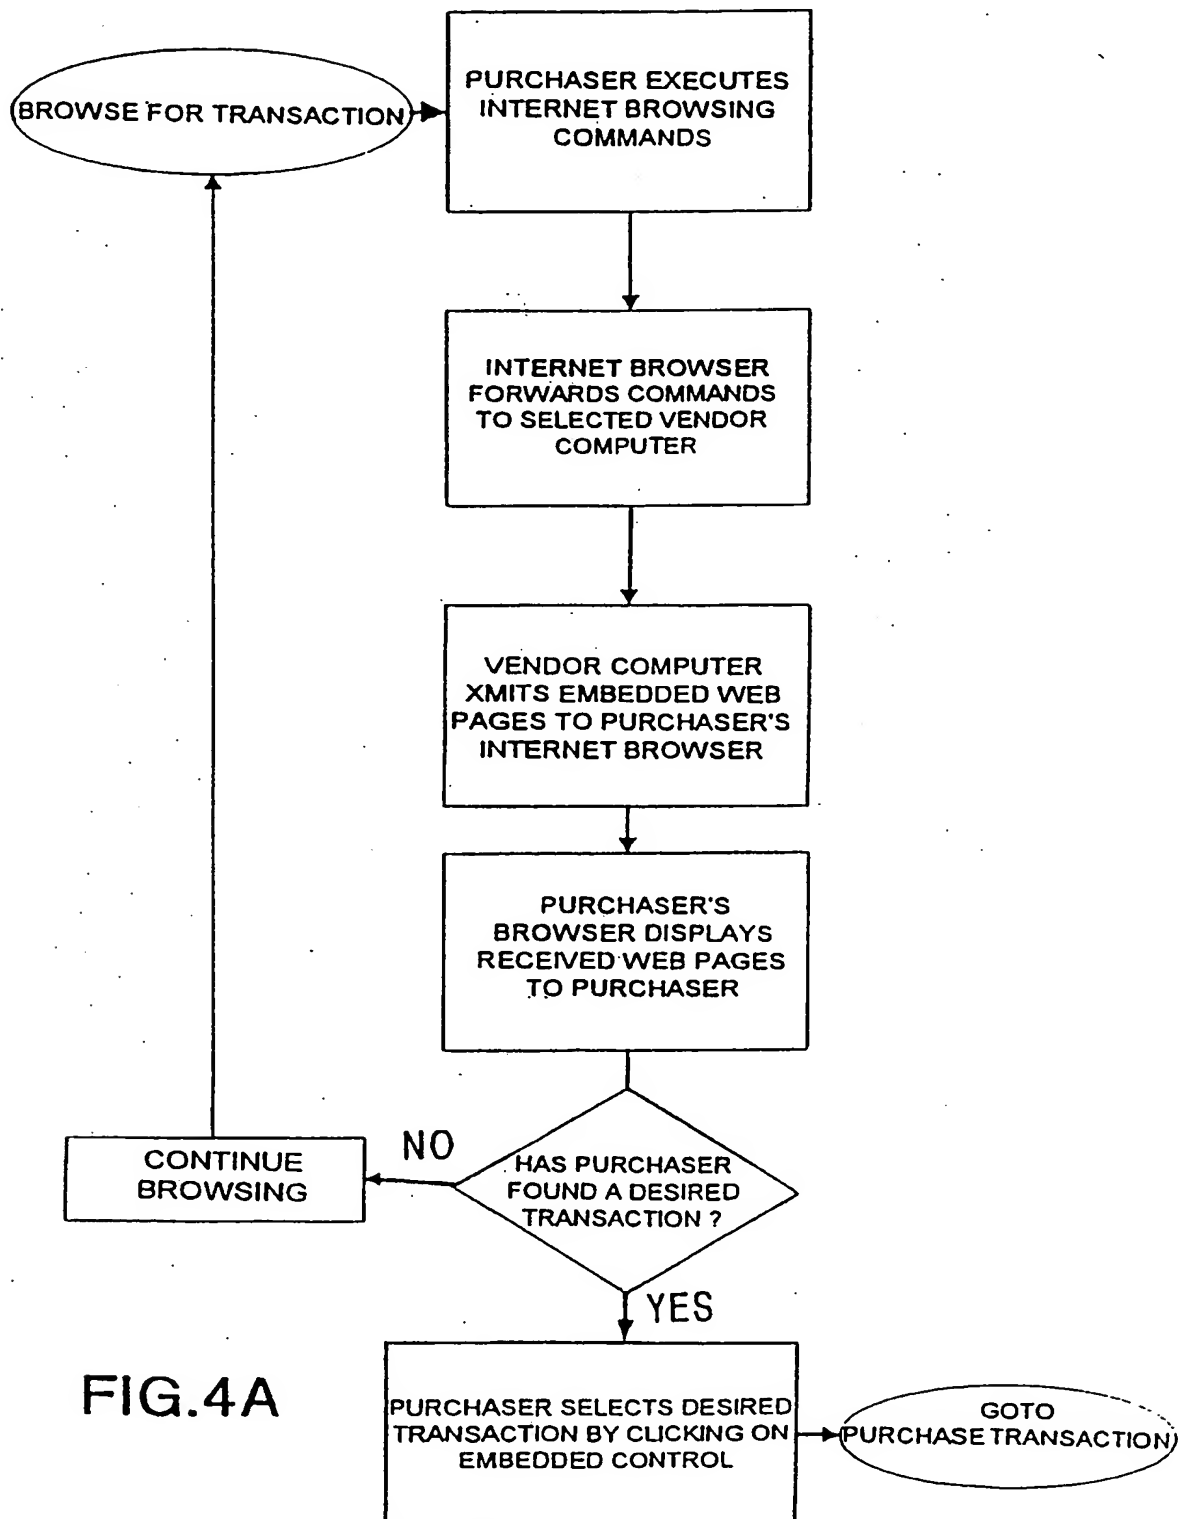 BROWSE FOR TRANSACTION
PURCHASER EXECUTES
INTERNET BROWSING
COMMANDS
INTERNET BROWSER
FORWARDS COMMANDS
TO SELECTED VENDOR
COMPUTER
VENDOR COMPUTER
XMITS EMBEDDED WEB
PAGES TO PURCHASER'S
INTERNET BROWSER
PURCHASER'S
BROWSER DISPLAYS
RECEIVED WEB PAGES
TO PURCHASER
HAS PURCHASER
FOUND A DESIRED
TRANSACTION ?
NO
CONTINUE
BROWSING
YES
PURCHASER SELECTS DESIRED
TRANSACTION BY CLICKING ON
EMBEDDED CONTROL
GOTO
PURCHASE TRANSACTION
FIG.4A